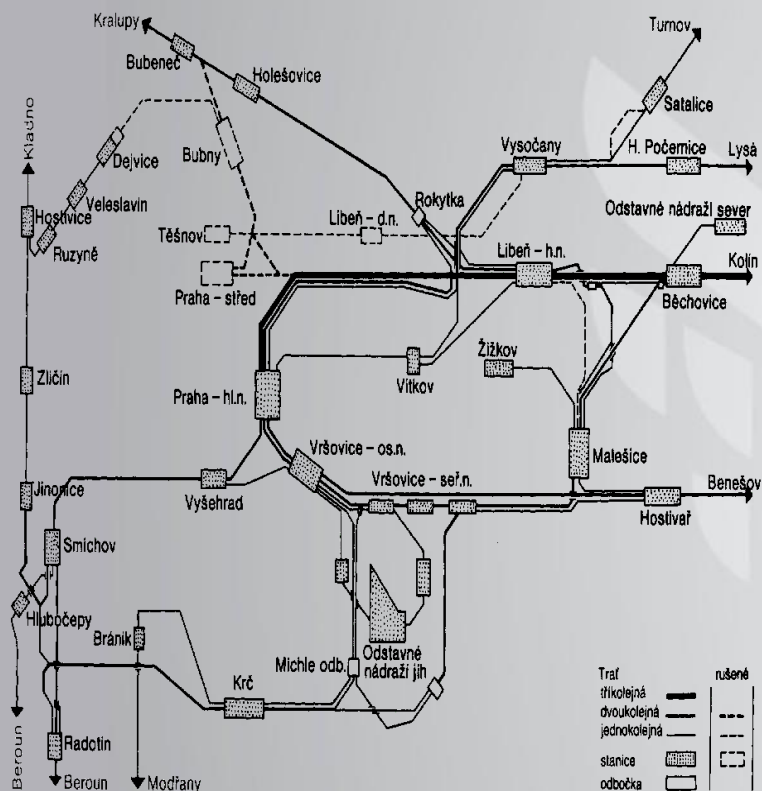 Kralupy
Bubeneč
Holešovice
Turnov
Satalice
Kladno
Dejvice
Bubny
Vysočany
H. Počernice
Lysá
Veleslavín
Hostivice
Ruzyně
Rokytka
Těšnov
Libeň – d.n.
Libeň – h.n.
Odstavné nádraží sever
Praha – střed
Kolín
Běchovice
Zličín
Praha – hl.n.
Vítkov
Žižkov
Malešice
Vršovice – os.n.
Vršovice – seř.n.
Benešov
Hostivař
Jinonice
Vyšehrad
Smíchov
Hlubočepy
Bráník
Krč
Michle odb.
Odstavné
nádraží jih
Radotín
Beroun
Beroun
Modřany
Trať
rušené
tříkolejná
dvoukolejná
jednokolejná
stanice
odbočka